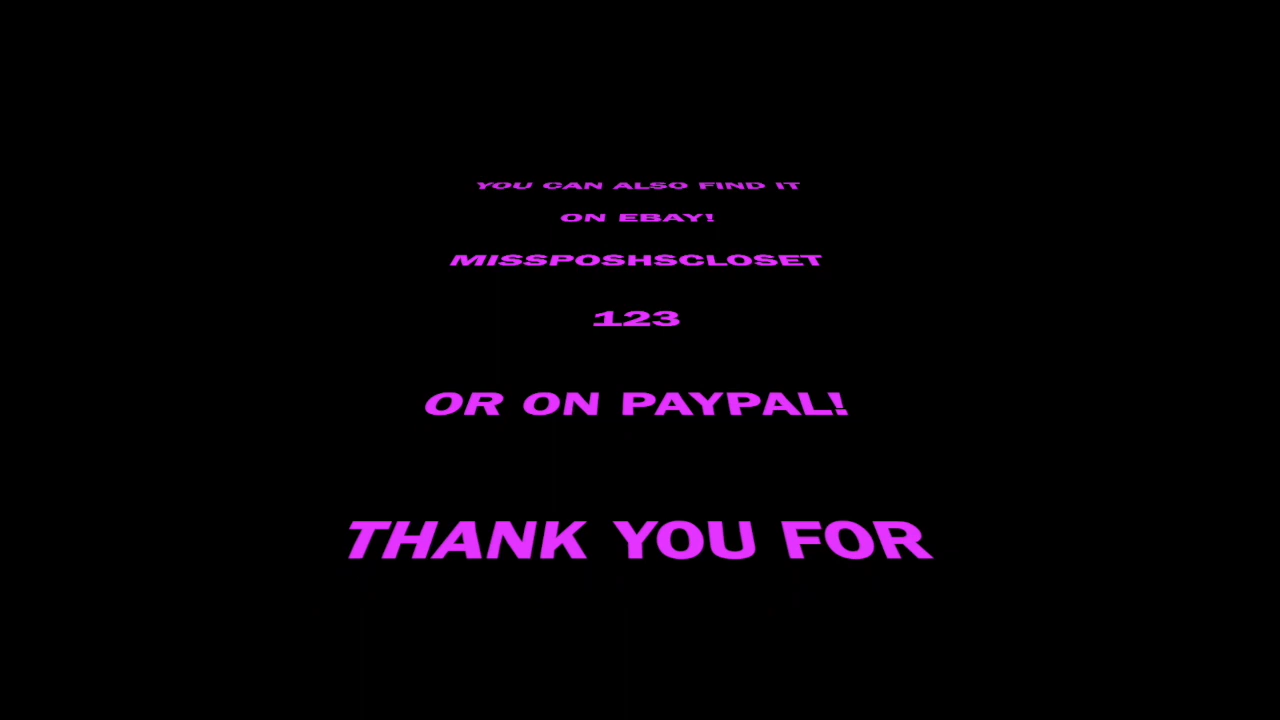 YOU CAN ALSO FIND IT
ON EBAY!
MISSPOSHSCLOSET
123
OR ON PAYPAL!
THANK YOU FOR